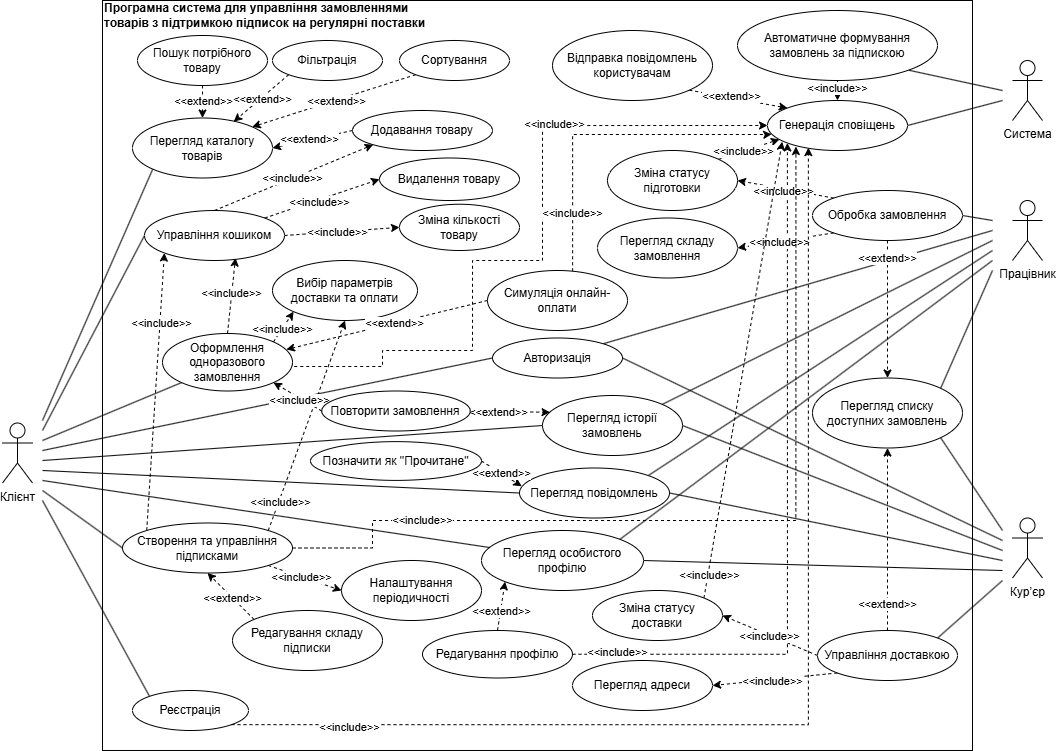 Програмна система для управління замовленнями
товарів з підтримкою підписок на регулярні поставки
Пошук потрібного
товару
Фільтрація
Сортування
Відправка повідомлень
користувачам
Автоматичне формування
замовлень за підпискою
<<include>>
<<extend>>
<<extend>>
<<extend>>
<<extend>>
Система
Перегляд каталогу
товарів
<<extend>>
Додавання товару
<<include>>
Генерація сповіщень
<<include>>
<<include>>
Видалення товару
Зміна статусу
підготовки
<<include>>
<<include>>
<<include>>
Обробка замовлення
Управління кошиком
<<include>>
Зміна кількості
товару
Перегляд складу
замовлення
<<include>>
<<extend>>
Працівник
Вибір параметрів
доставки та оплати
Симуляція онлайн-
оплати
<<include>>
<<include>>
<<include>>
<<extend>>
Оформлення
одноразового
замовлення
Авторизація
<<include>>
Повторити замовлення
<<extend>>
Перегляд історії
замовлень
Перегляд списку
доступних замовлень
Клієнт
Позначити як "Прочитане"
<<extend>>
Перегляд повідомлень
<<include>>
<<include>>
Створення та управління
підписками
Перегляд особистого
профілю
<<include>>
Налаштування
періодичності
<<include>>
Кур'єр
<<extend>>
<<extend>>
Зміна статусу
доставки
<<extend>>
Редагування складу
підписки
Редагування профілю
<<include>>
<<include>>
Управління доставкою
Перегляд адреси
<<include>>
Реєстрація
<<include>>